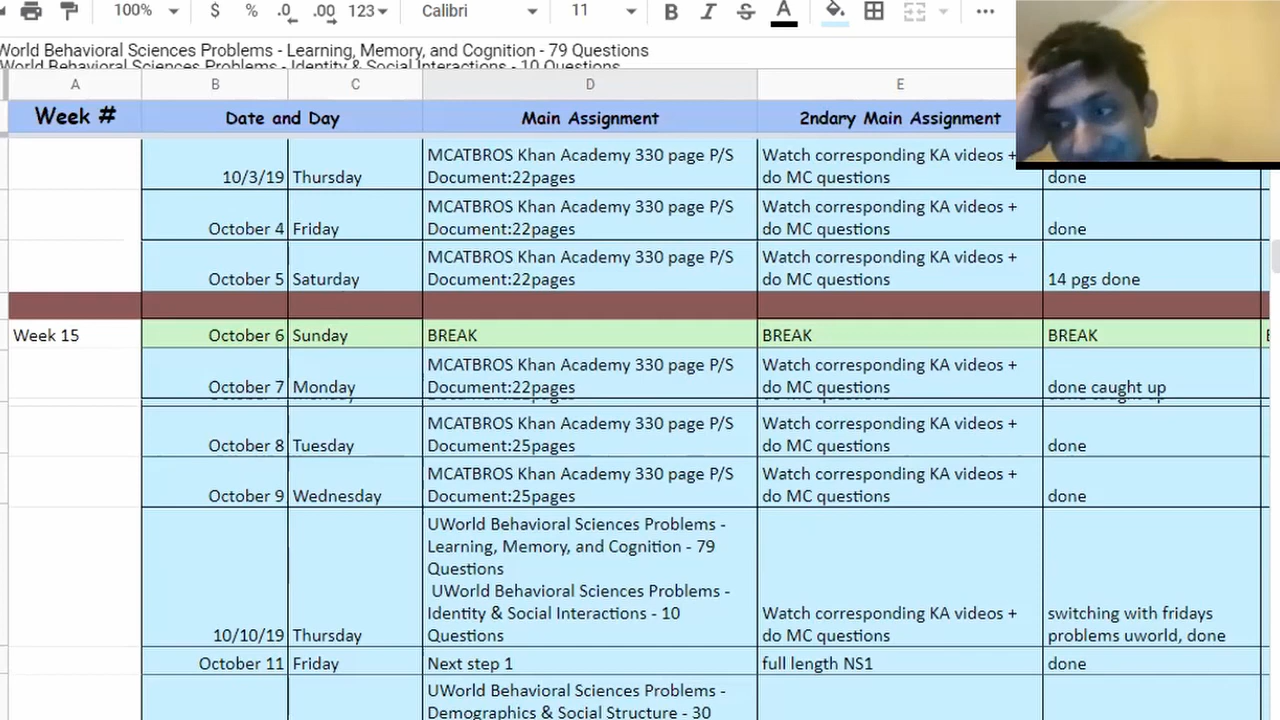 100% $ % .0 .00 123 Calibri 11 B I S A
World Behavioral Sciences Problems - Learning, Memory, and Cognition - 79 Questions
World Behavioral Sciences Problems - Identity & Social Interactions - 10 Questions
A B C D E
Week # Date and Day Main Assignment 2ndary Main Assignment
MCATBROS Khan Academy 330 page P/S Watch corresponding KA videos +
10/3/19 Thursday Document:22pages do MC questions done
MCATBROS Khan Academy 330 page P/S Watch corresponding KA videos +
October 4 Friday Document:22pages do MC questions done
MCATBROS Khan Academy 330 page P/S Watch corresponding KA videos +
October 5 Saturday Document:22pages do MC questions 14 pgs done
Week 15 October 6 Sunday BREAK BREAK BREAK
MCATBROS Khan Academy 330 page P/S Watch corresponding KA videos +
October 7 Monday Document:22pages do MC questions done caught up
MCATBROS Khan Academy 330 page P/S Watch corresponding KA videos +
October 8 Tuesday Document:25pages do MC questions done
MCATBROS Khan Academy 330 page P/S Watch corresponding KA videos +
October 9 Wednesday Document:25pages do MC questions done
UWorld Behavioral Sciences Problems -
Learning, Memory, and Cognition - 79
Questions
UWorld Behavioral Sciences Problems -
Identity & Social Interactions - 10 Watch corresponding KA videos + switching with fridays
10/10/19 Thursday Questions do MC questions problems uworld, done
October 11 Friday Next step 1 full length NS1 done
UWorld Behavioral Sciences Problems -
Demographics & Social Structure - 30